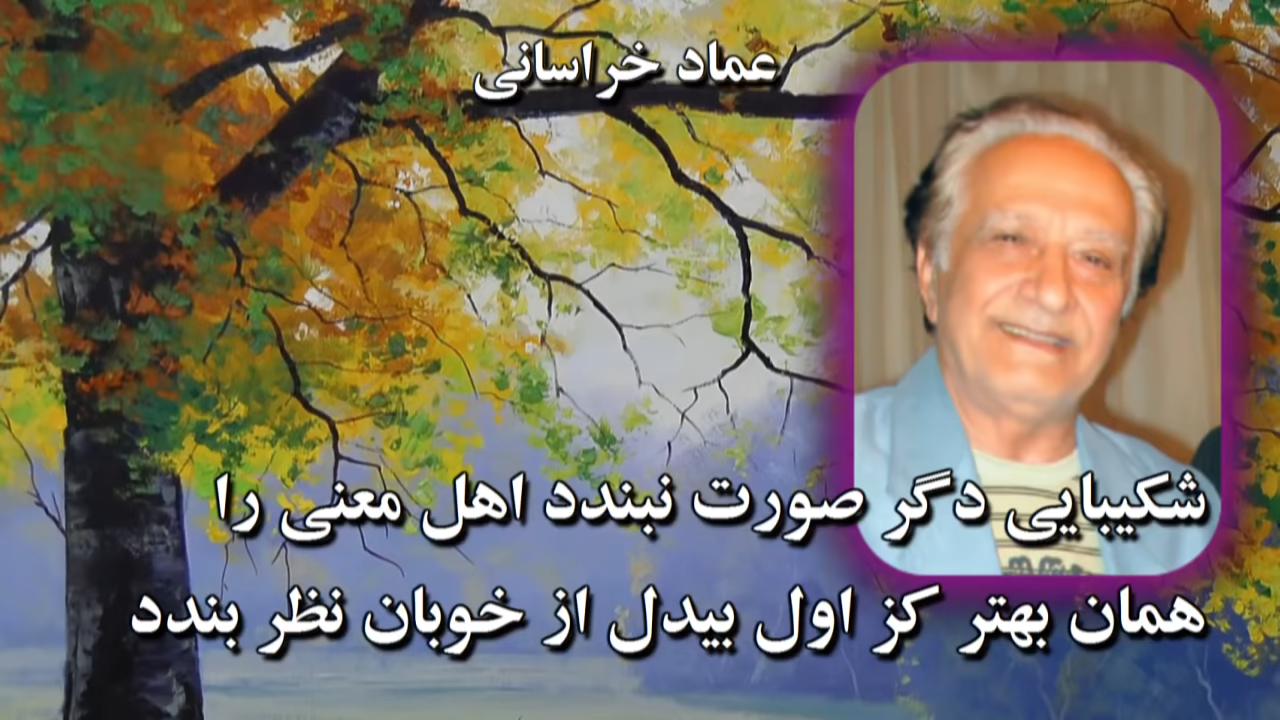 عماد خراسانی
شکیبایی دگر صورت نبندد اهل معنی را
همان بهتر کز اول بیدل از خوبان نظر بندد